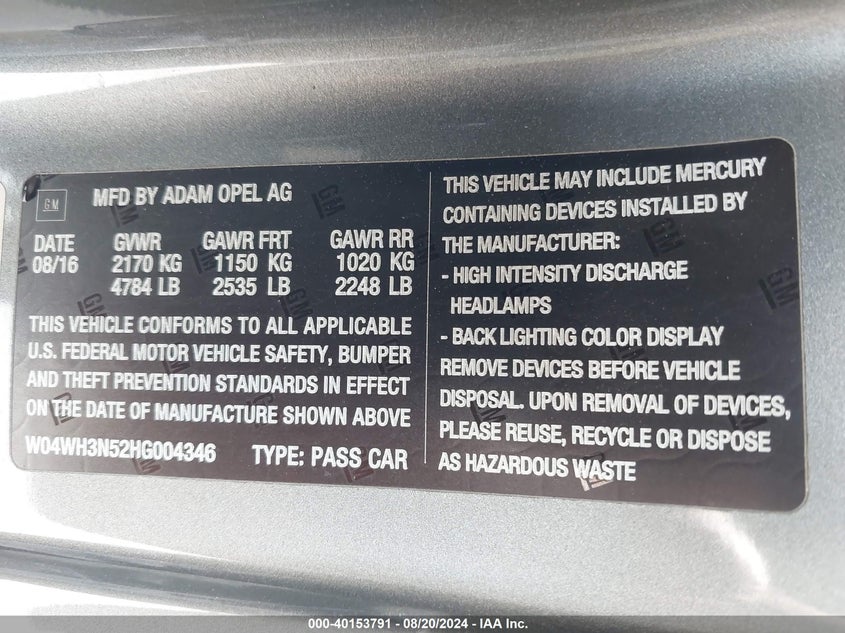 GM
MFD BY ADAM OPEL AG
DATE GVWR GAWR FRT GAWR RR
08/16 2170 KG 1150 KG 1020 KG
4784 LB 2535 LB 2248 LB
THIS VEHICLE CONFORMS TO ALL APPLICABLE
U.S. FEDERAL MOTOR VEHICLE SAFETY, BUMPER
AND THEFT PREVENTION STANDARDS IN EFFECT
ON THE DATE OF MANUFACTURE SHOWN ABOVE
W04WH3N52HG004346 TYPE: PASS CAR
THIS VEHICLE MAY INCLUDE MERCURY
CONTAINING DEVICES INSTALLED BY
THE MANUFACTURER:
- HIGH INTENSITY DISCHARGE
HEADLAMPS
- BACK LIGHTING COLOR DISPLAY
REMOVE DEVICES BEFORE VEHICLE
DISPOSAL. UPON REMOVAL OF DEVICES,
PLEASE REUSE, RECYCLE OR DISPOSE
AS HAZARDOUS WASTE
000-40153791 - 08/20/2024 - IAA Inc.